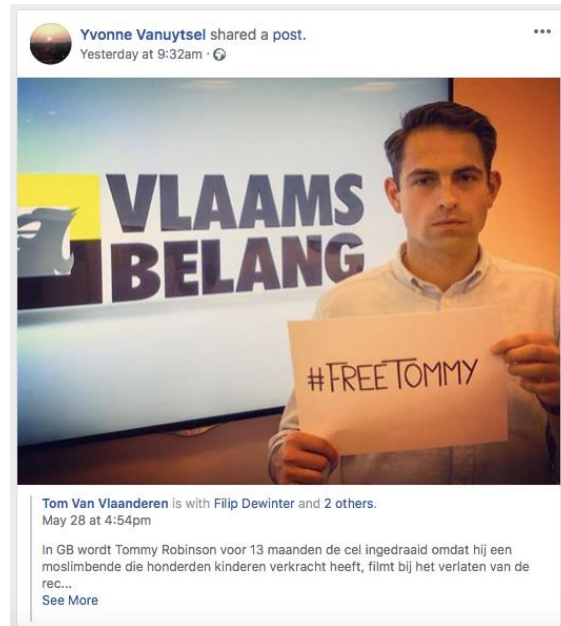 Yvonne Vanuytsel shared a post.
Yesterday at 9:32am ·
VLAAMS
BELANG
#FREETOMMY
Tom Van Vlaanderen is with Filip Dewinter and 2 others.
May 28 at 4:54pm
In GB wordt Tommy Robinson voor 13 maanden de cel ingedraaid omdat hij een
moslimbende die honderden kinderen verkracht heeft, filmt bij het verlaten van de
rec...
See More